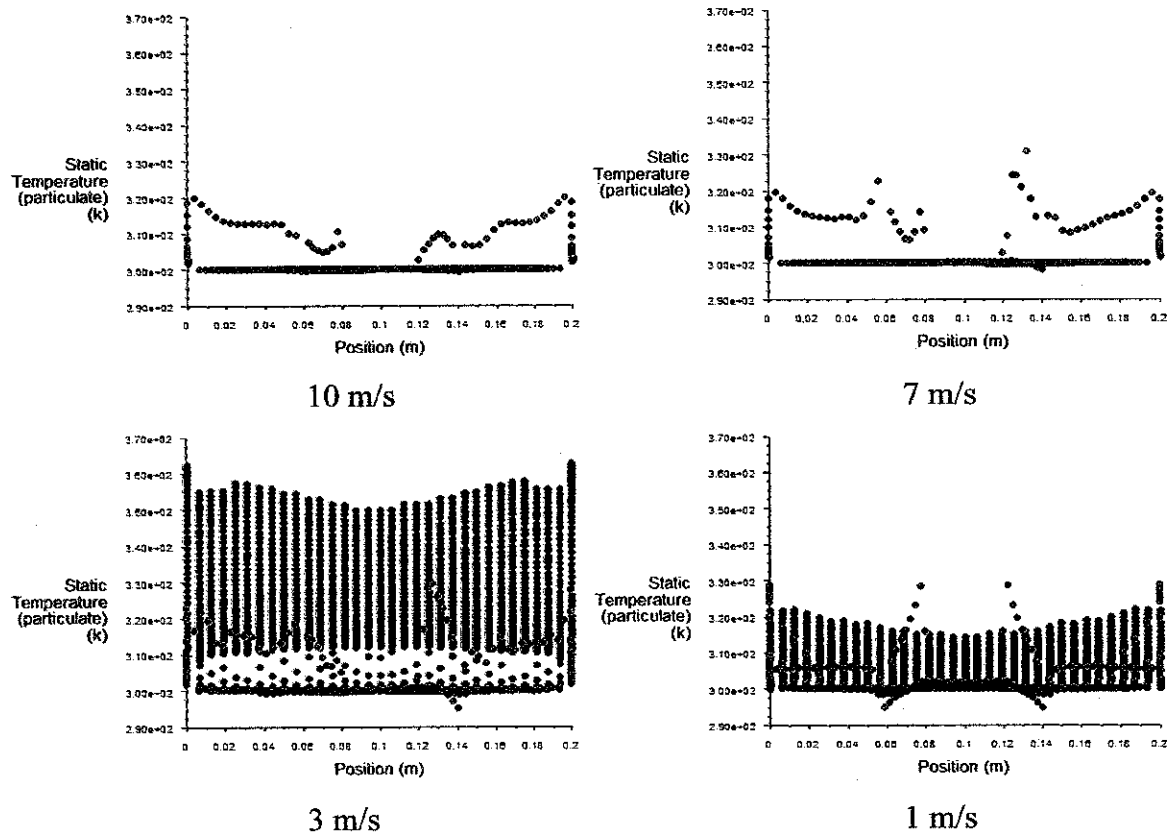 3.70e+02
3.60e+02
3.50e+02
3.40e+02
3.30e+02
3.20e+02
3.10e+02
3.00e+02
2.90e+02
Static
Temperature
(particulate)
(k)
0 0.02 0.04 0.06 0.08 0.1 0.12 0.14 0.16 0.18 0.2
Position (m)
10 m/s
3.70e+02
3.60e+02
3.50e+02
3.40e+02
3.30e+02
3.20e+02
3.10e+02
3.00e+02
2.90e+02
Static
Temperature
(particulate)
(k)
0 0.02 0.04 0.06 0.08 0.1 0.12 0.14 0.16 0.18 0.2
Position (m)
7 m/s
3.70e+02
3.60e+02
3.50e+02
3.40e+02
3.30e+02
3.20e+02
3.10e+02
3.00e+02
2.90e+02
Static
Temperature
(particulate)
(k)
0 0.02 0.04 0.06 0.08 0.1 0.12 0.14 0.16 0.18 0.2
Position (m)
3 m/s
3.70e+02
3.60e+02
3.50e+02
3.40e+02
3.30e+02
3.20e+02
3.10e+02
3.00e+02
2.90e+02
Static
Temperature
(particulate)
(k)
0 0.02 0.04 0.06 0.08 0.1 0.12 0.14 0.16 0.18 0.2
Position (m)
1 m/s